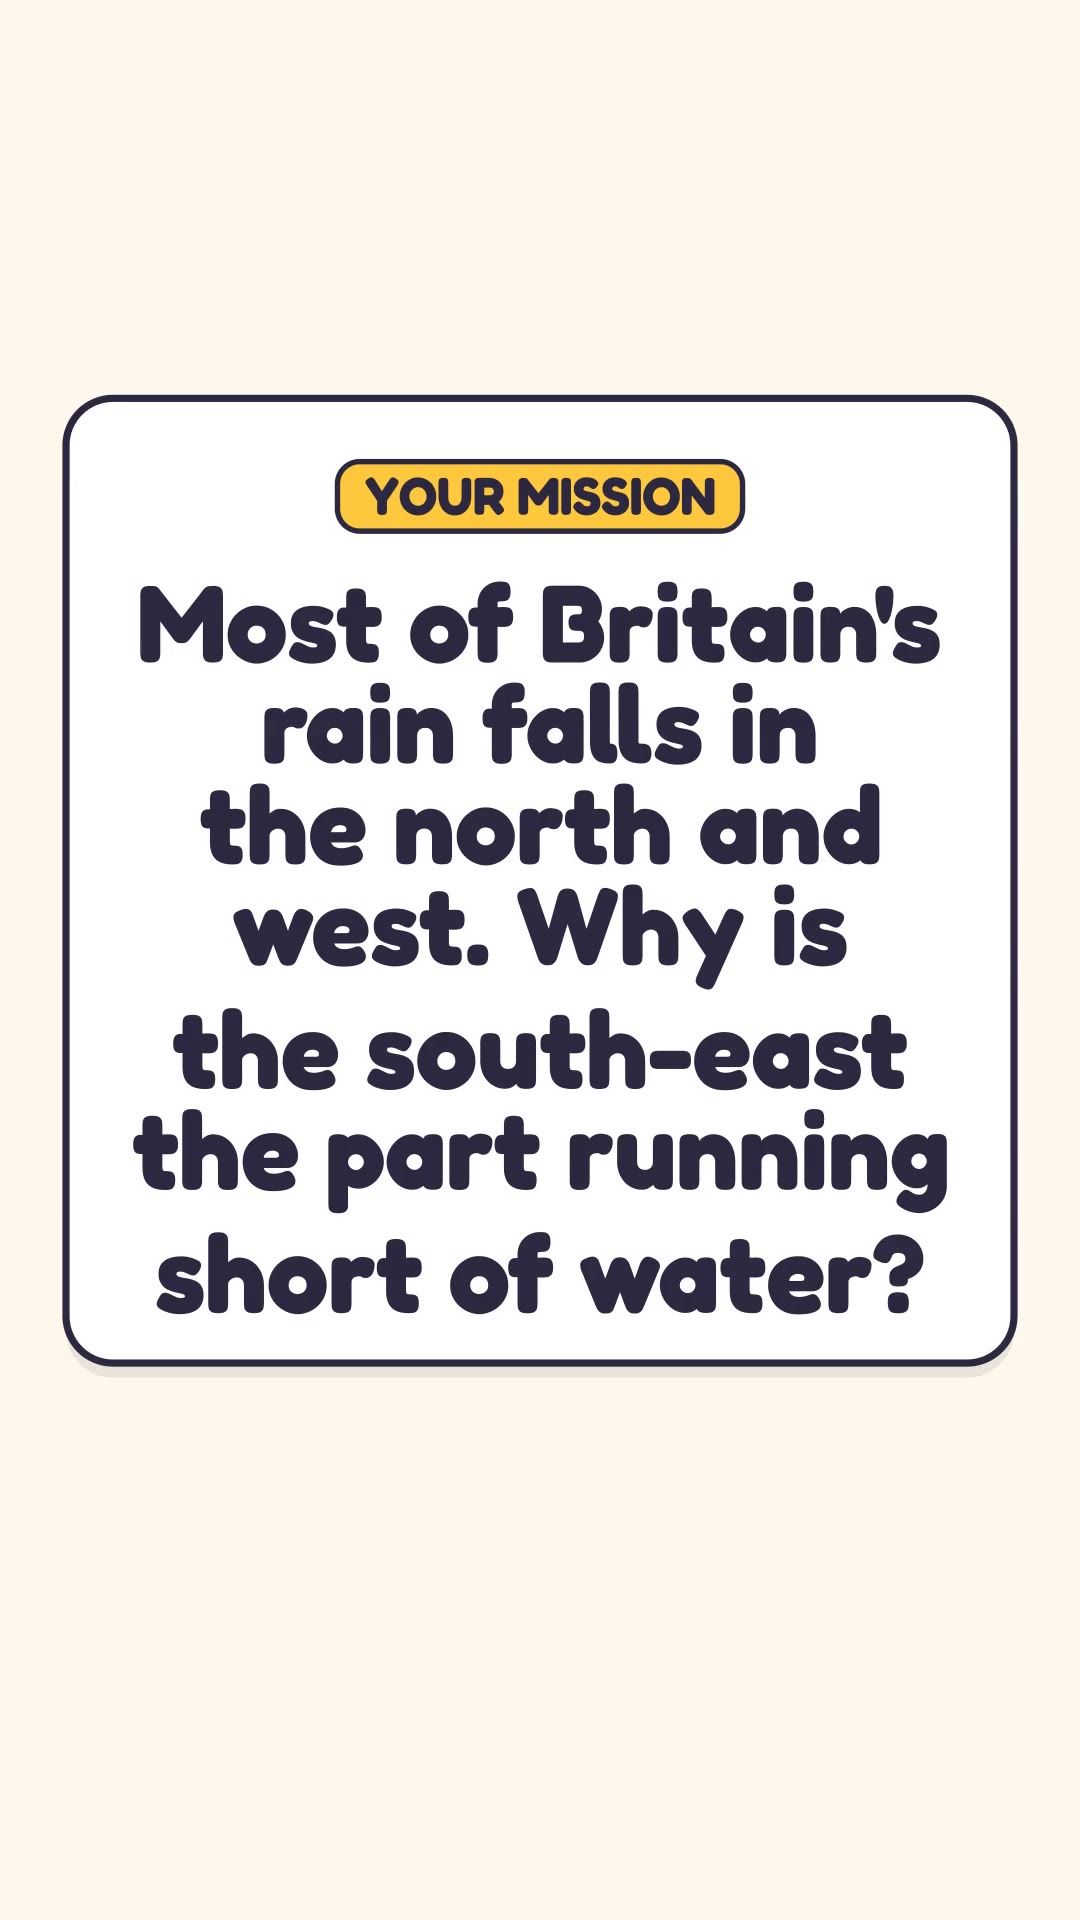 YOUR MISSION
Most of Britain's
rain falls in
the north and
west. Why is
the south-east
the part running
short of water?